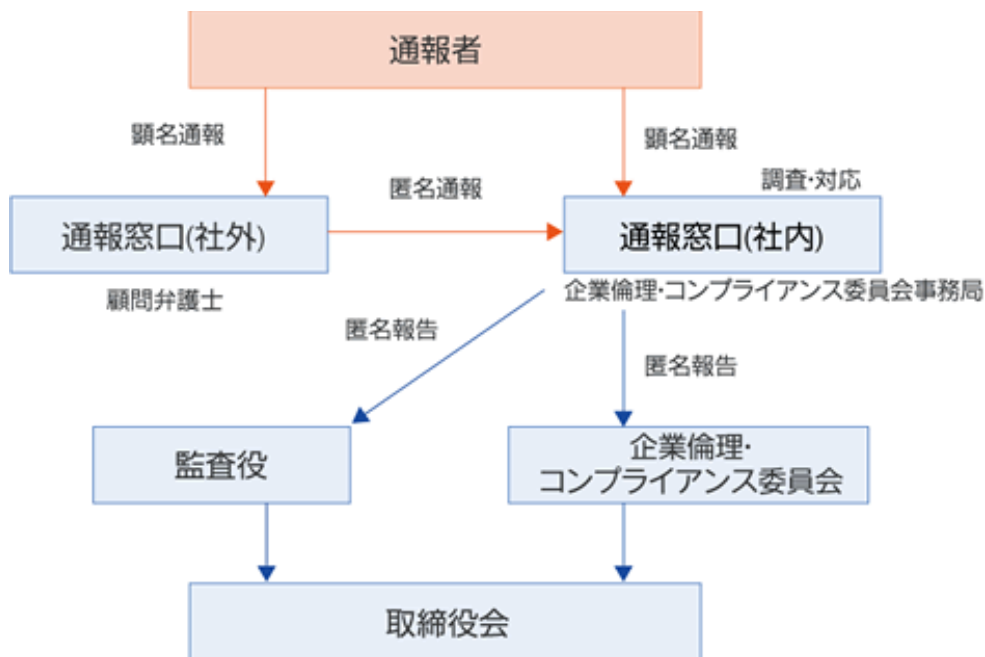 通報者
顕名通報
顕名通報
調査・対応
匿名通報
通報窓口(社外)
通報窓口(社内)
顧問弁護士
企業倫理・コンプライアンス委員会事務局
匿名報告
匿名報告
監査役
企業倫理・
コンプライアンス委員会
取締役会